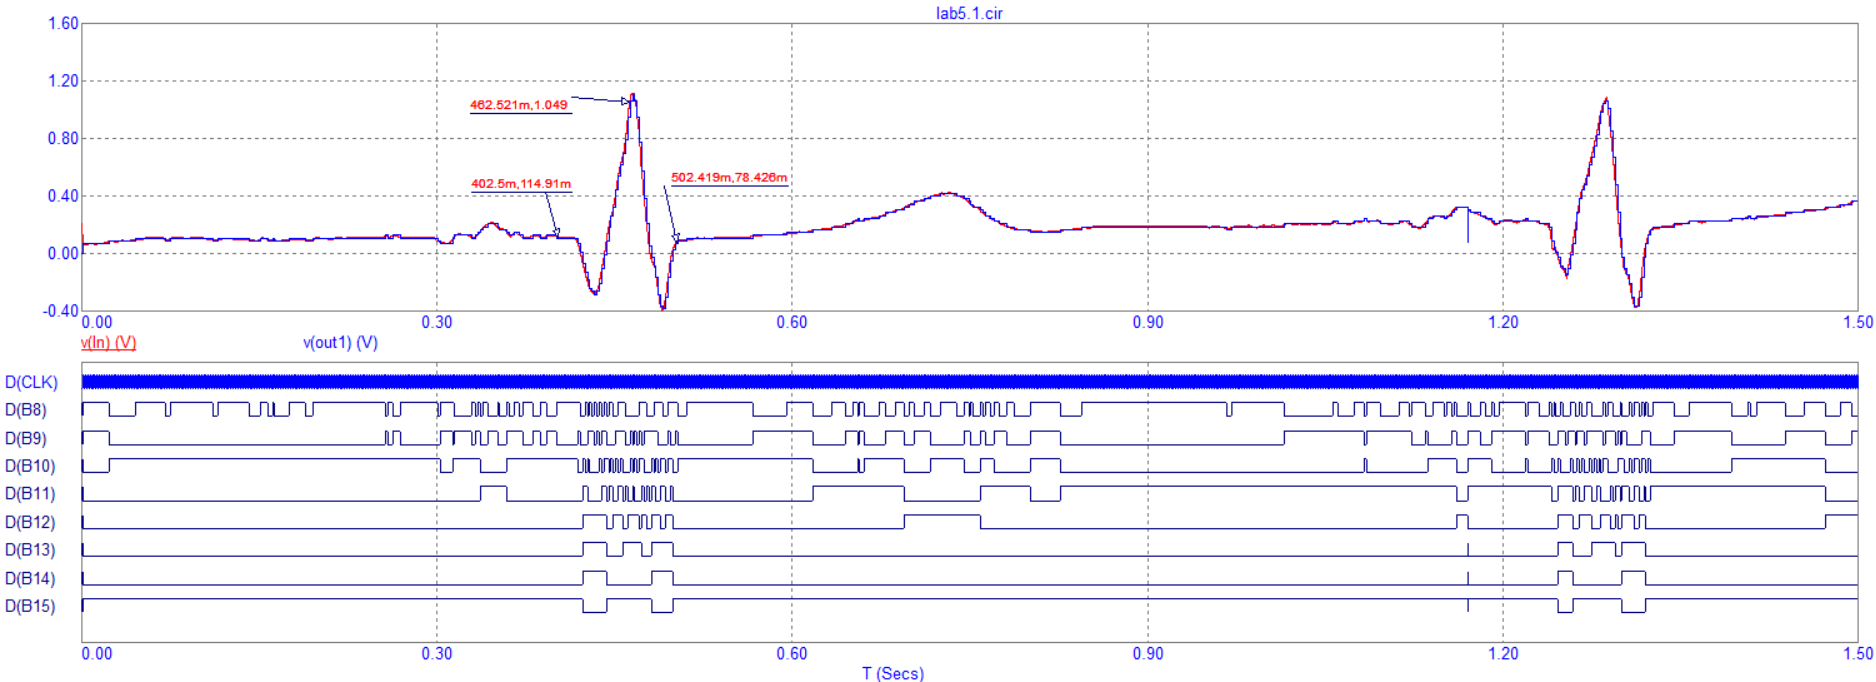 lab5.1.cir
1.60
1.20
0.80
0.40
0.00
-0.40
462.521m,1.049
402.5m,114.91m
502.419m,78.426m
0.00 0.30 0.60 0.90 1.20 1.50
v(In) (V) v(out1) (V)
D(CLK)
D(B8)
D(B9)
D(B10)
D(B11)
D(B12)
D(B13)
D(B14)
D(B15)
0.00 0.30 0.60 0.90 1.20 1.50
T (Secs)